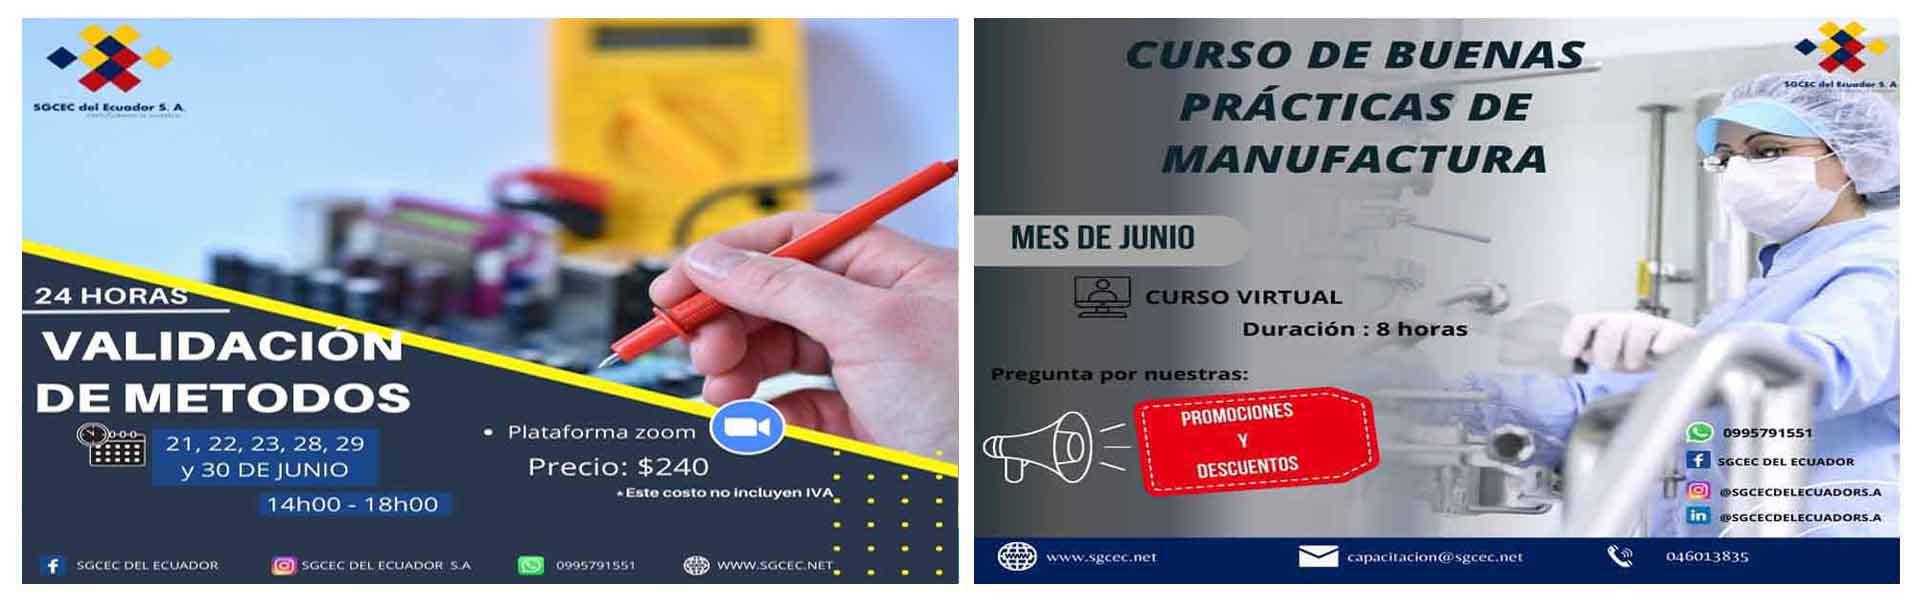 SGCEC del Ecuador S. A.
24 HORAS
VALIDACIÓN
DE METODOS
21, 22, 23, 28, 29
y 30 DE JUNIO
14h00 - 18h00
• Plataforma zoom
Precio: $240
*Este costo no incluyen IVA
SGCEC DEL ECUADOR
SGCEC DEL ECUADOR S.A
0995791551
WWW.SGCEC.NET
CURSO DE BUENAS
PRÁCTICAS DE
MANUFACTURA
SGCEC del Ecuador S. A.
MES DE JUNIO
CURSO VIRTUAL
Duración : 8 horas
Pregunta por nuestras:
PROMOCIONES
Y
DESCUENTOS
0995791551
SGCEC DEL ECUADOR
@SGCECDELECUADORS.A
@SGCECDELECUADORS.A
www.sgcec.net
capacitacion@sgcec.net
046013835